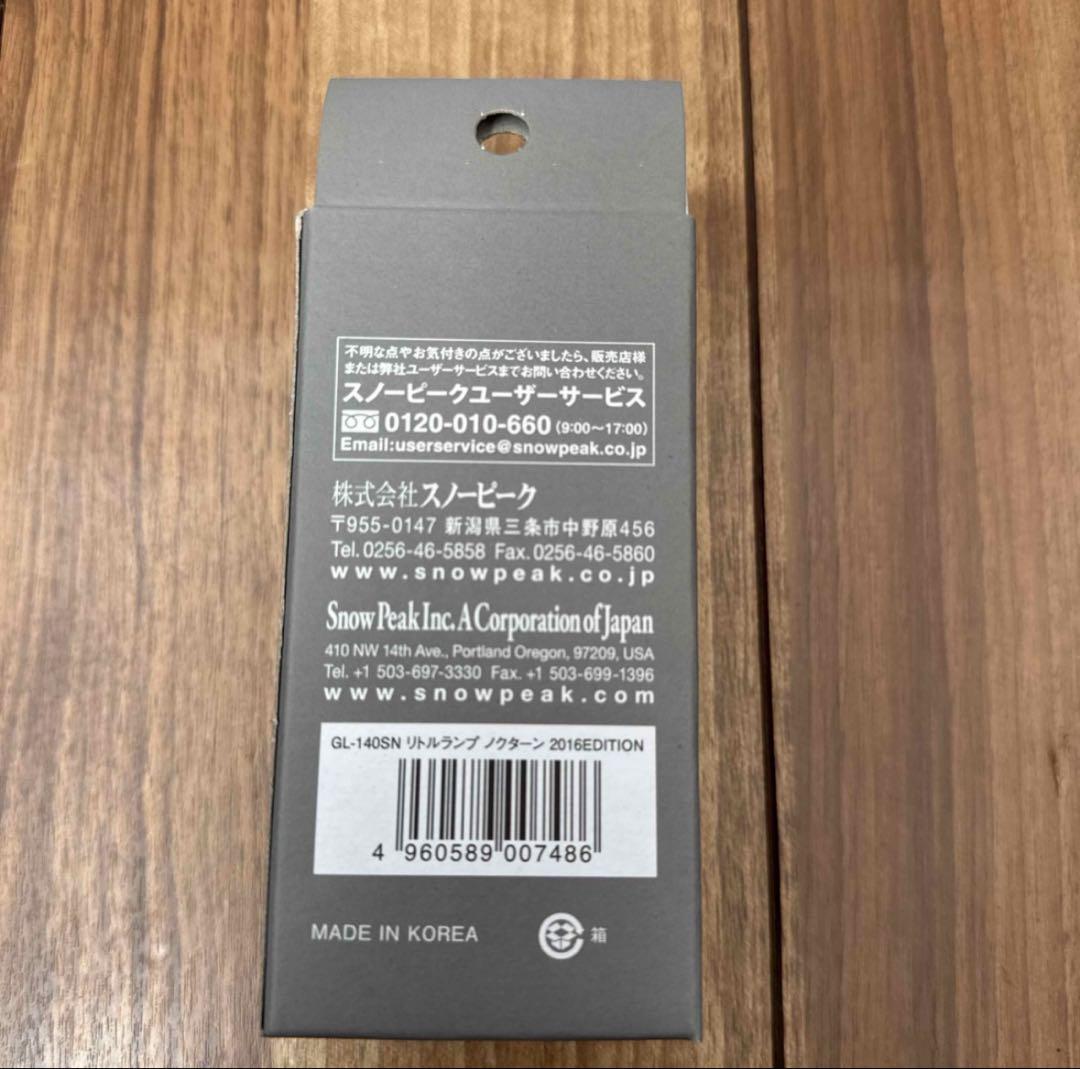 不明な点やお気付きの点がございましたら、販売店様
または弊社ユーザーサービスまでお問い合わせください。
スノーピークユーザーサービス
0120-010-660 (9:00〜17:00)
Email:userservice@snowpeak.co.jp
株式会社スノーピーク
〒955-0147 新潟県三条市中野原456
Tel.0256-46-5858 Fax.0256-46-5860
www.snowpeak.co.jp
Snow Peak Inc. A Corporation of Japan
410 NW 14th Ave., Portland Oregon, 97209, USA
Tel. +1 503-697-3330 Fax. +1 503-699-1396
www.snowpeak.com
GL-140SN リトルランプ ノクターン 2016EDITION
4 960589 007486
MADE IN KOREA
箱